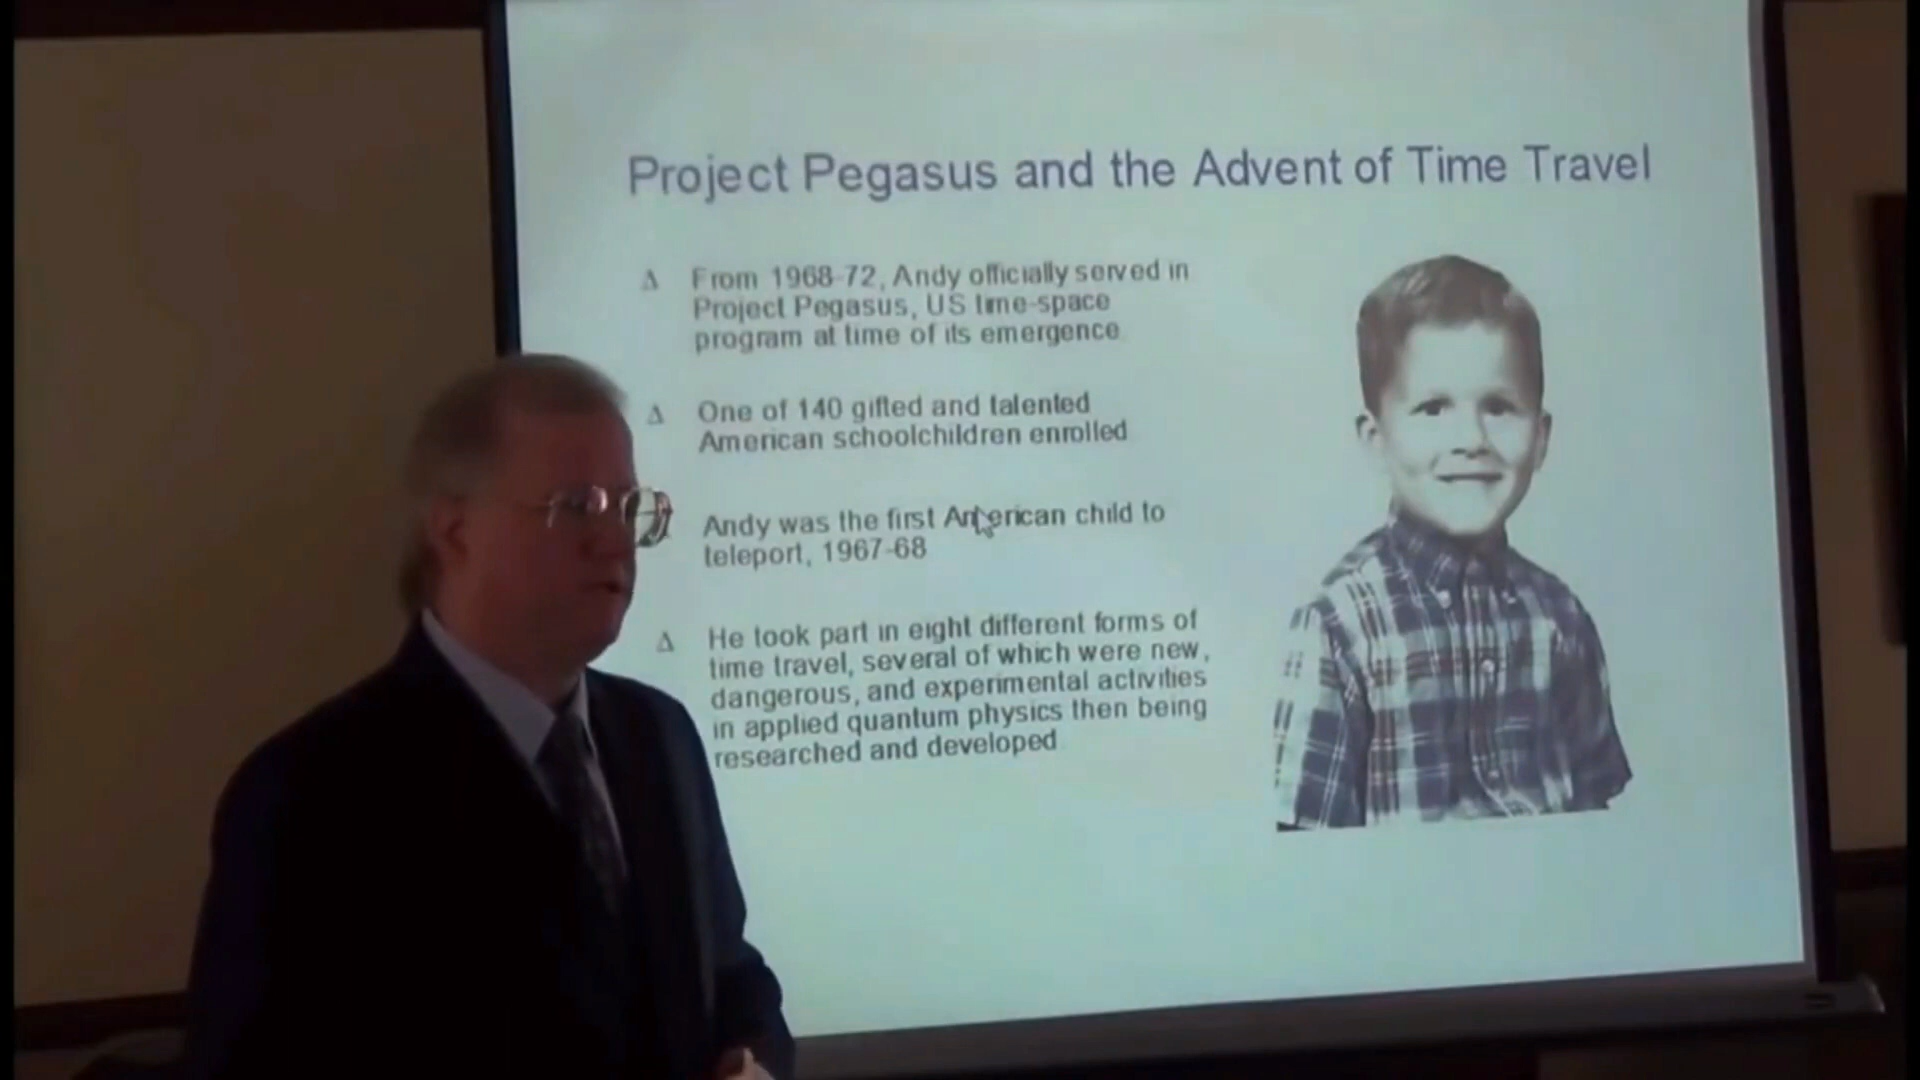 Project Pegasus and the Advent of Time Travel
Δ From 1968-72, Andy officially served in
Project Pegasus, US time-space
program at time of its emergence
Δ One of 140 gifted and talented
American schoolchildren enrolled
Andy was the first American child to
teleport, 1967-68
Δ He took part in eight different forms of
time travel, several of which were new,
dangerous, and experimental activities
in applied quantum physics then being
researched and developed